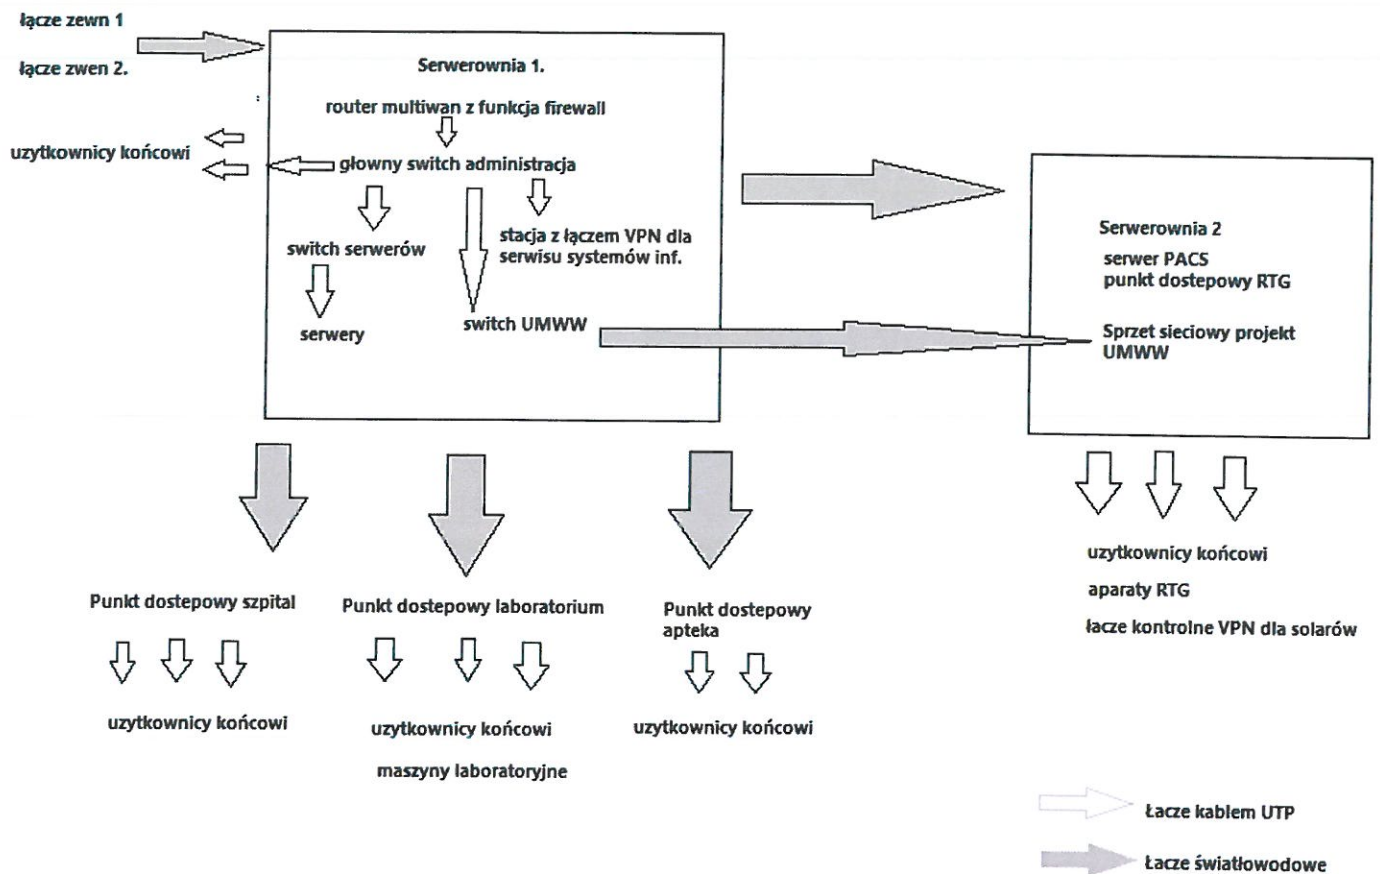 łącze zewn 1
łącze zwen 2.
Serwerownia 1.
router multiwan z funkcja firewall
uzytkownicy końcowi
głowny switch administracja
switch serwerów
stacja z łączem VPN dla
serwisu systemów inf.
serwery
switch UMWW
Serwerownia 2
serwer PACS
punkt dostepowy RTG
Sprzet sieciowy projekt
UMWW
uzytkownicy końcowi
aparaty RTG
łacze kontrolne VPN dla solarów
Punkt dostepowy szpital
uzytkownicy końcowi
Punkt dostepowy laboratorium
uzytkownicy końcowi
maszyny laboratoryjne
Punkt dostepowy
apteka
uzytkownicy końcowi
Łacze kablem UTP
Łacze światłowodowe